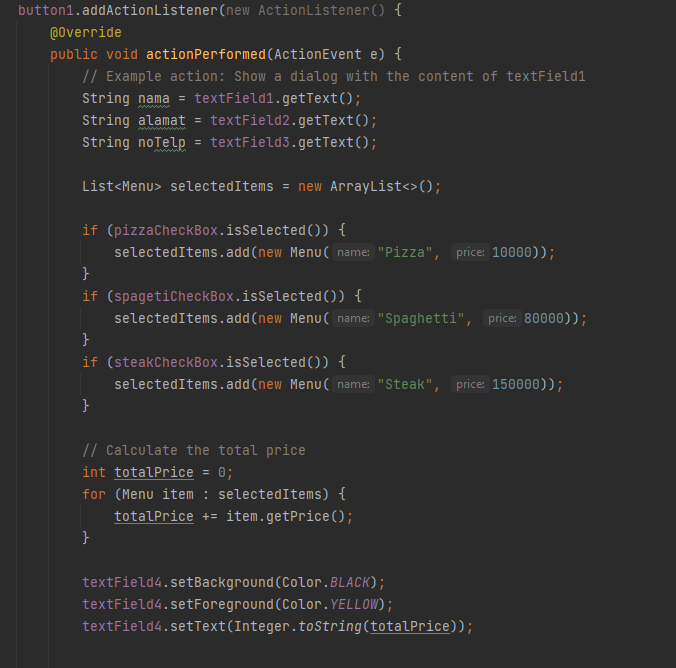 button1.addActionListener(new ActionListener() {
@Override
public void actionPerformed(ActionEvent e) {
// Example action: Show a dialog with the content of textField1
String nama = textField1.getText();
String alamat = textField2.getText();
String noTelp = textField3.getText();
List<Menu> selectedItems = new ArrayList<>();
if (pizzaCheckBox.isSelected()) {
selectedItems.add(new Menu( name: "Pizza", price: 10000));
}
if (spagetiCheckBox.isSelected()) {
selectedItems.add(new Menu( name: "Spaghetti", price: 80000));
}
if (steakCheckBox.isSelected()) {
selectedItems.add(new Menu( name: "Steak", price: 150000));
}
// Calculate the total price
int totalPrice = 0;
for (Menu item : selectedItems) {
totalPrice += item.getPrice();
}
textField4.setBackground(Color.BLACK);
textField4.setForeground(Color.YELLOW);
textField4.setText(Integer.toString(totalPrice));